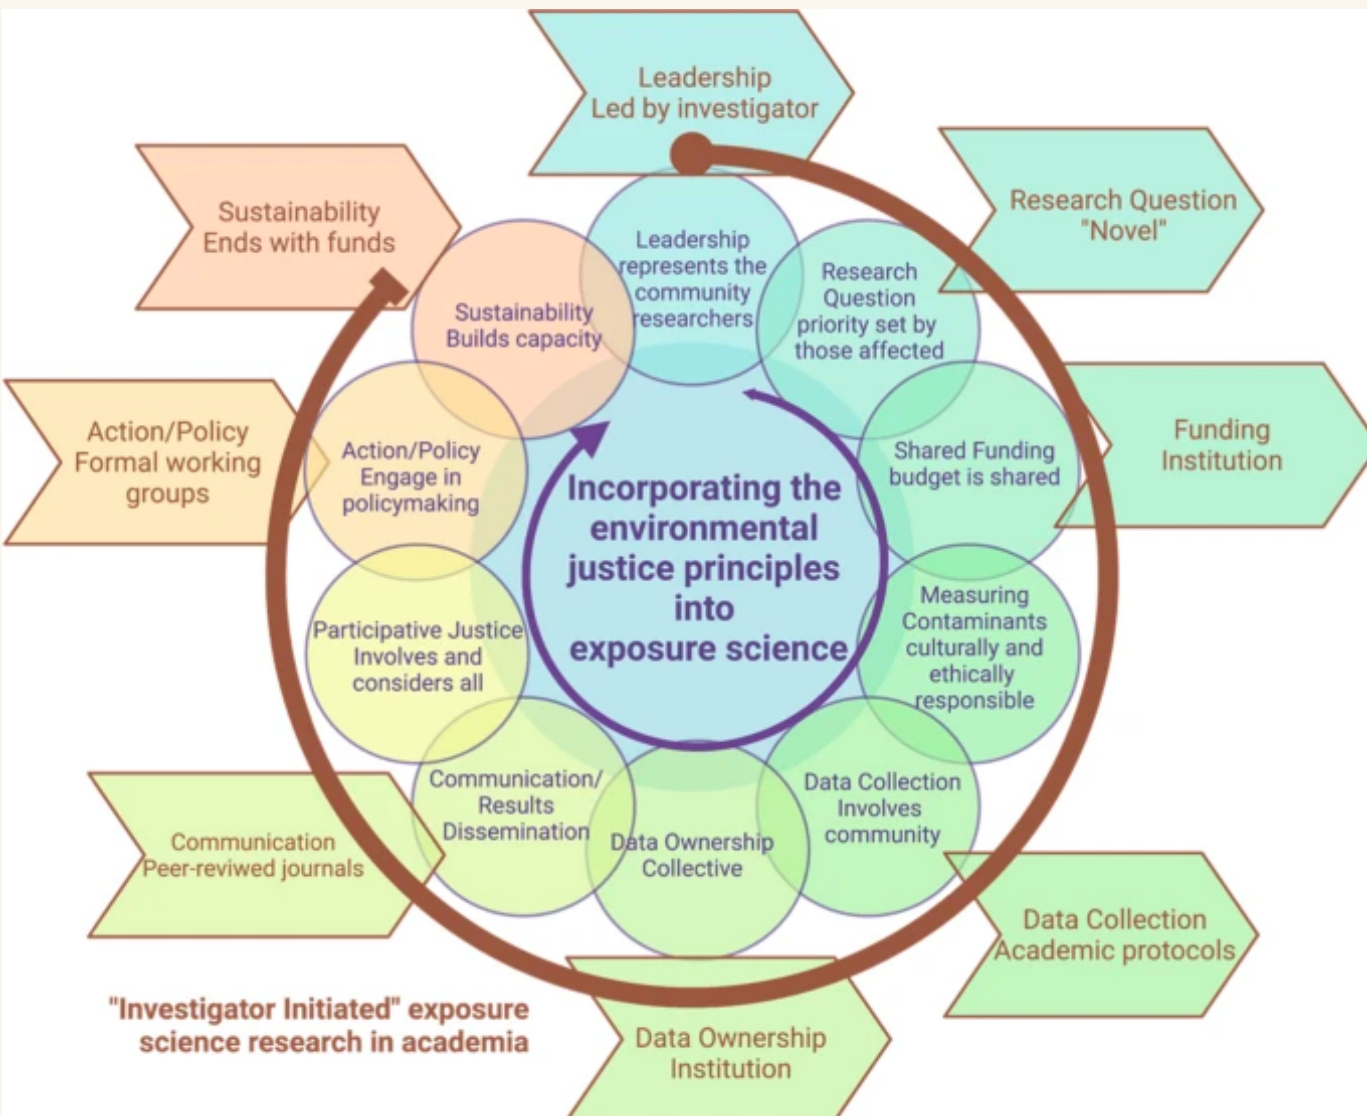 Leadership
Led by investigator
Research Question
"Novel"
Funding
Institution
Data Collection
Academic protocols
Data Ownership
Institution
Communication
Peer-reviwed journals
Action/Policy
Formal working
groups
Sustainability
Ends with funds
Leadership
represents the
community
researchers
Research
Question
priority set by
those affected
Shared Funding
budget is shared
Measuring
Contaminants
culturally and
ethically
responsible
Data Collection
Involves
community
Data Ownership
Collective
Communication/
Results
Dissemination
Participative Justice
Involves and
considers all
Action/Policy
Engage in
policymaking
Sustainability
Builds capacity
Incorporating the
environmental
justice principles
into
exposure science
"Investigator Initiated" exposure
science research in academia